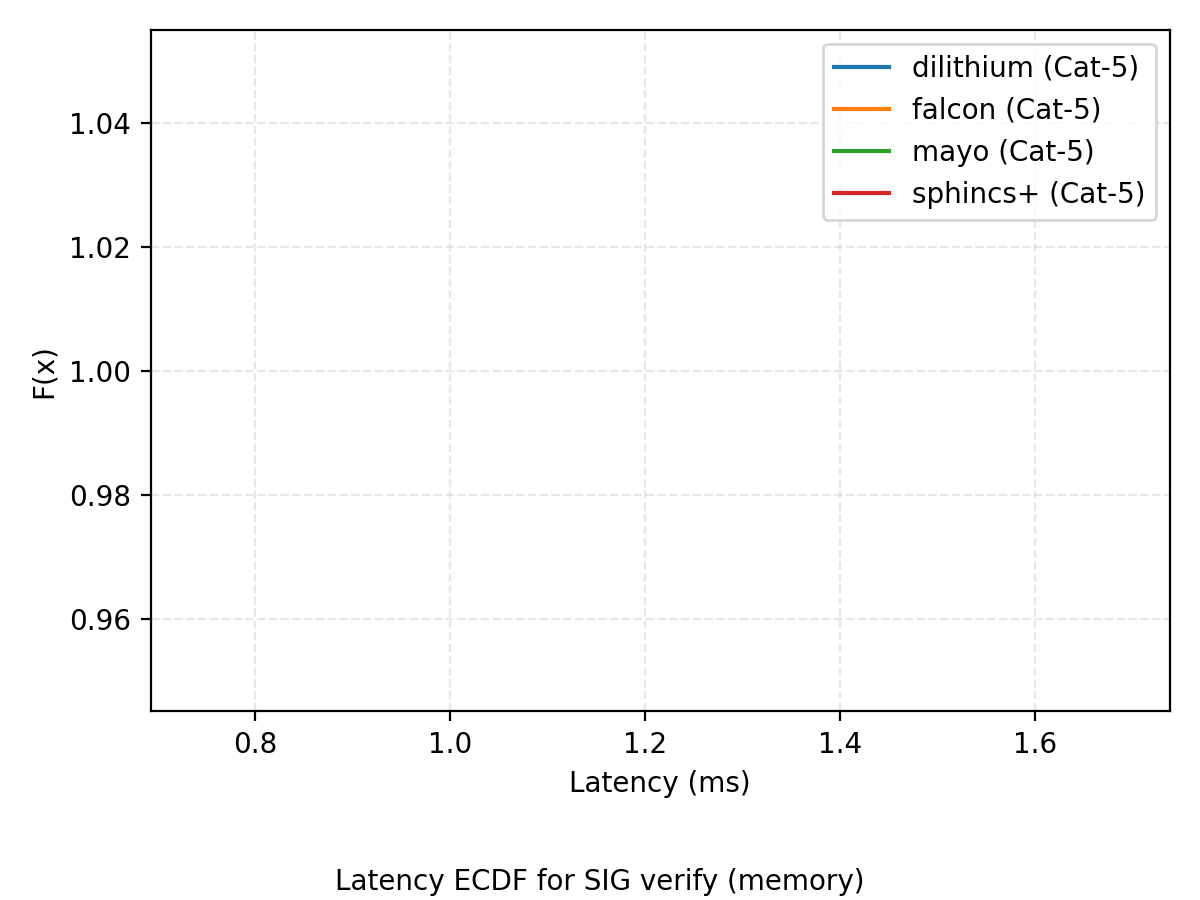 dilithium (Cat-5)
falcon (Cat-5)
mayo (Cat-5)
sphincs+ (Cat-5)
F(x)
1.04
1.02
1.00
0.98
0.96
0.8 1.0 1.2 1.4 1.6
Latency (ms)
Latency ECDF for SIG verify (memory)